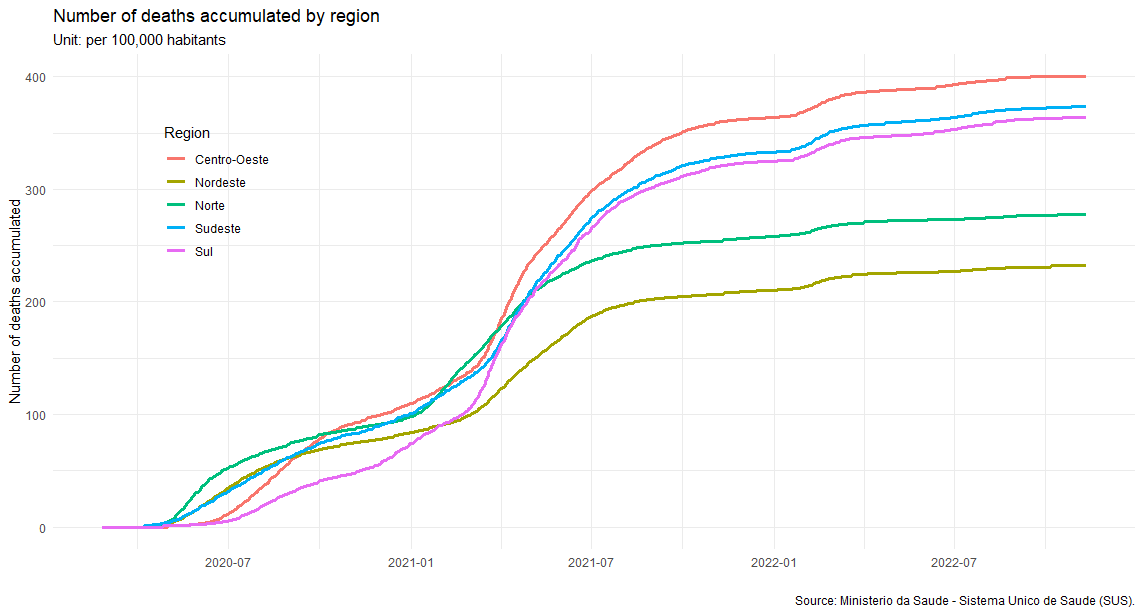 Number of deaths accumulated by region
Unit: per 100,000 habitants
Number of deaths accumulated
400
300
200
100
0
Region
Centro-Oeste
Nordeste
Norte
Sudeste
Sul
2020-07
2021-01
2021-07
2022-01
2022-07
Source: Ministerio da Saude - Sistema Unico de Saude (SUS).